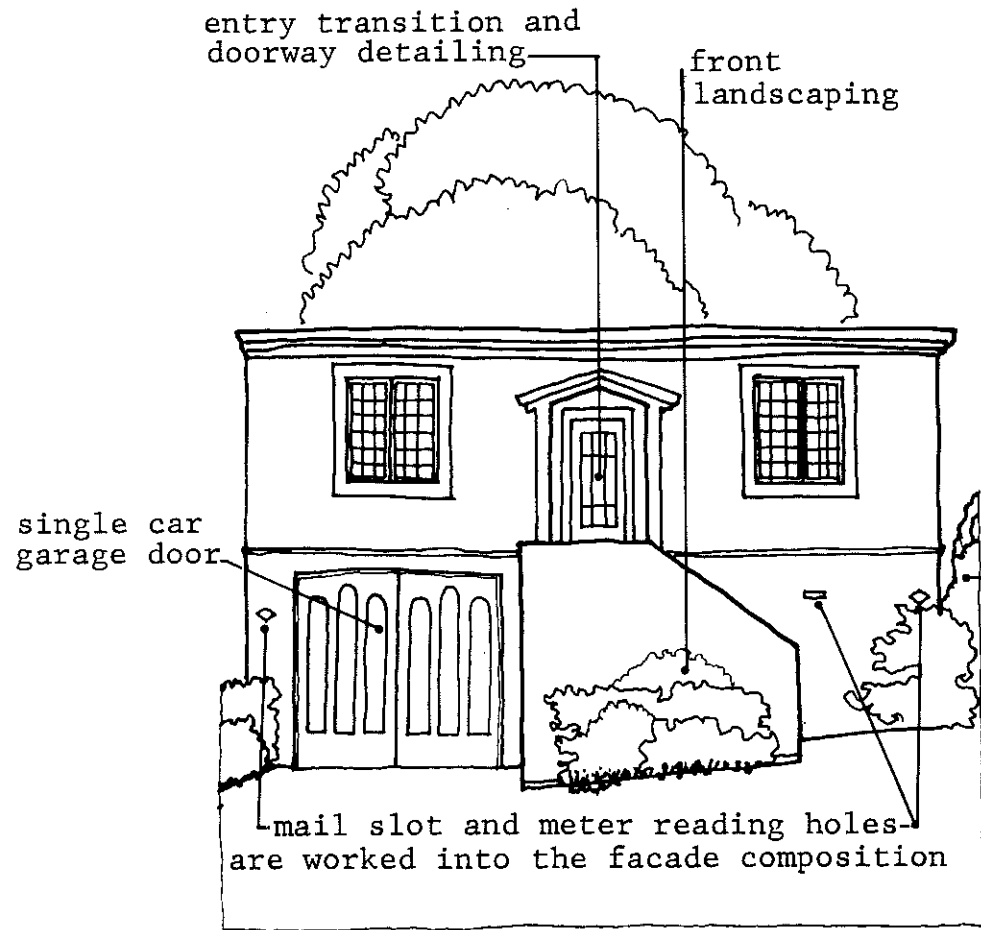 entry transition and
doorway detailing
front
landscaping
single car
garage door
mail slot and meter reading holes
are worked into the facade composition